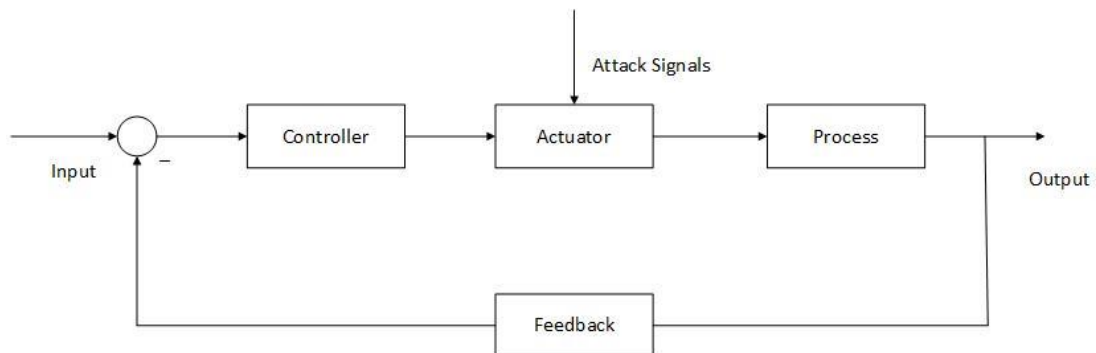 Attack Signals
Controller
Actuator
Process
–
Input
Output
Feedback